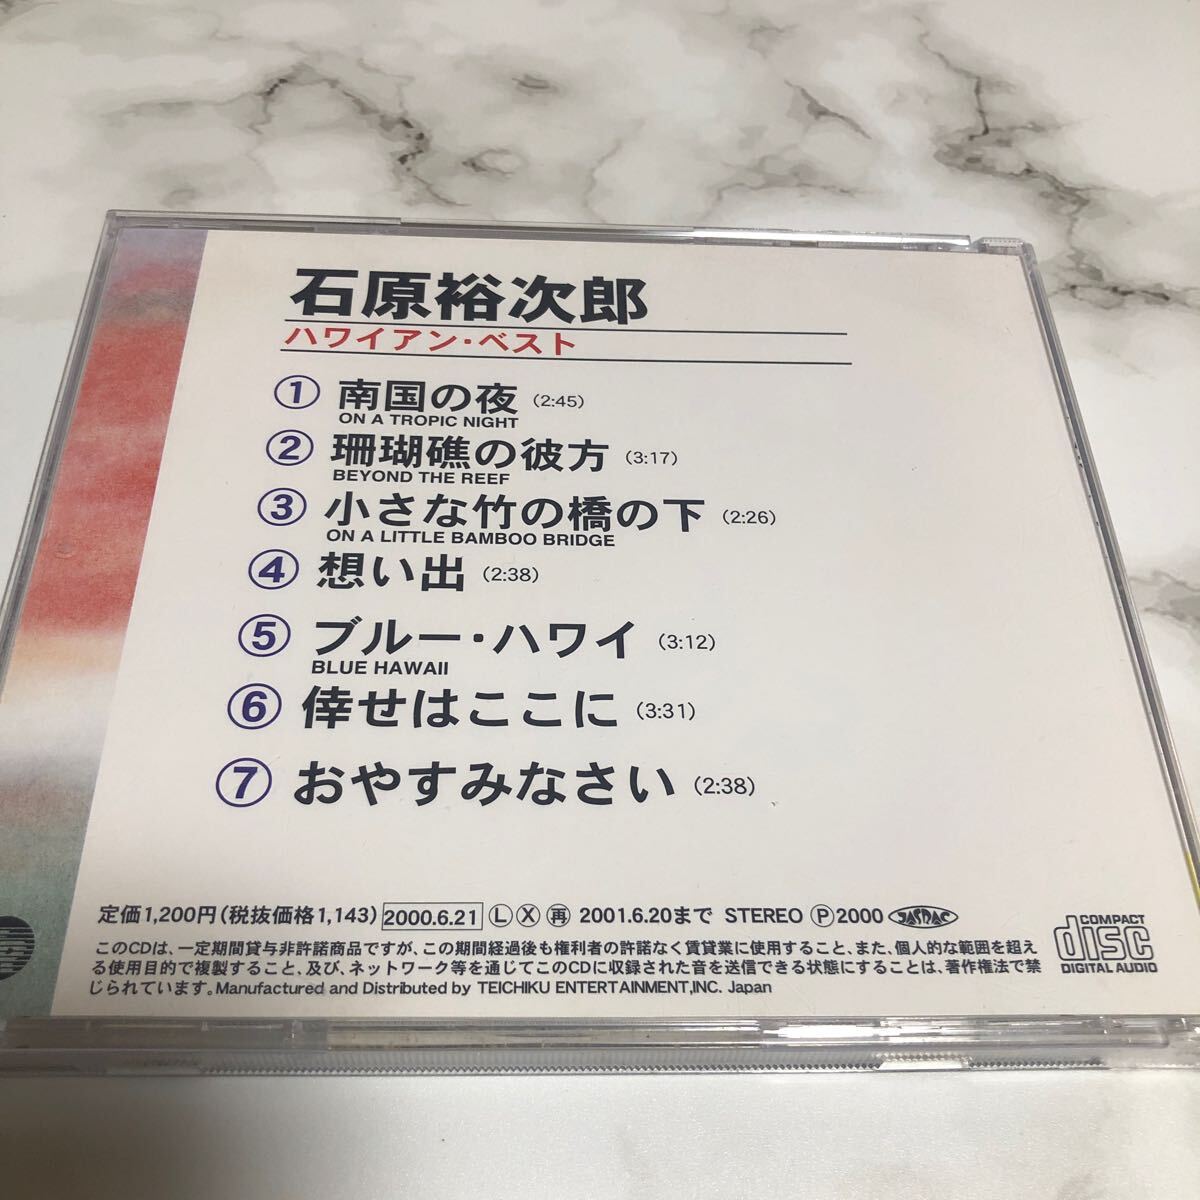 石原裕次郎
ハワイアン・ベスト
① 南国の夜 (2:45)
ON A TROPIC NIGHT
② 珊瑚礁の彼方 (3:17)
BEYOND THE REEF
③ 小さな竹の橋の下 (2:26)
ON A LITTLE BAMBOO BRIDGE
④ 想い出 (2:38)
⑤ ブルー・ハワイ (3:12)
BLUE HAWAII
⑥ 倖せはここに (3:31)
⑦ おやすみなさい (2:38)
定価1,200円(税抜価格1,143) 2000.6.21 Ⓛ Ⓧ 再 2001.6.20まで STEREO Ⓟ2000 JASRAC
COMPACT
disc
DIGITAL AUDIO
このCDは、一定期間貸与非許諾商品ですが、この期間経過後も権利者の許諾なく賃貸業に使用すること、また、個人的な範囲を超え
る使用目的で複製すること、及び、ネットワーク等を通じてこのCDに収録された音を送信できる状態にすることは、著作権法で禁
じられています。Manufactured and Distributed by TEICHIKU ENTERTAINMENT,INC. Japan